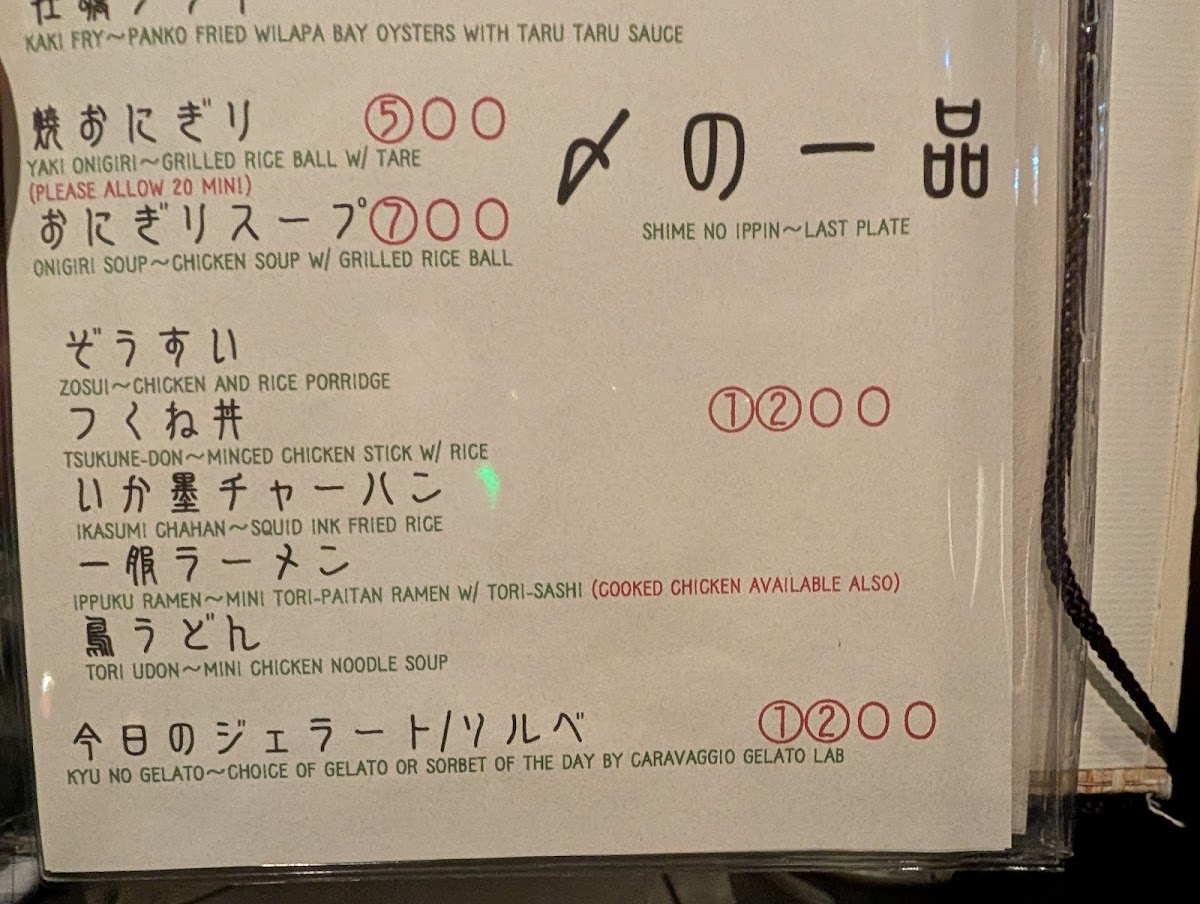 KAKI FRY~PANKO FRIED WILAPA BAY OYSTERS WITH TARU TARU SAUCE
焼おにぎり ⑤00
YAKI ONIGIRI~GRILLED RICE BALL W/ TARE
(PLEASE ALLOW 20 MINI)
おにぎりスープ ⑦00
ONIGIRI SOUP~CHICKEN SOUP W/ GRILLED RICE BALL
〆の一品
SHIME NO IPPIN~LAST PLATE
ぞうすい
ZOSUI~CHICKEN AND RICE PORRIDGE
つくね丼 ①②00
TSUKUNE-DON~MINCED CHICKEN STICK W/ RICE
いか墨チャーハン
IKASUMI CHAHAN~SQUID INK FRIED RICE
一服ラーメン
IPPUKU RAMEN~MINI TORI-PAITAN RAMEN W/ TORI-SASHI (COOKED CHICKEN AVAILABLE ALSO)
鳥うどん
TORI UDON~MINI CHICKEN NOODLE SOUP
今日のジェラート/ソルベ ①②00
KYU NO GELATO~CHOICE OF GELATO OR SORBET OF THE DAY BY CARAVAGGIO GELATO LAB